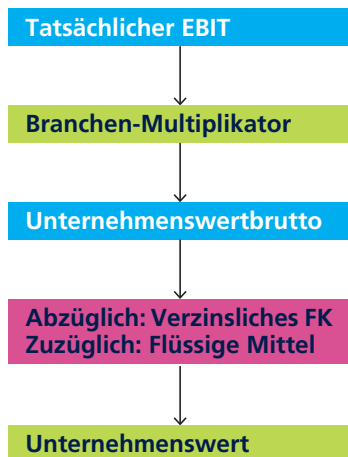 Tatsächlicher EBIT
Branchen-Multiplikator
Unternehmenswertbrutto
Abzüglich: Verzinsliches FK
Zuzüglich: Flüssige Mittel
Unternehmenswert